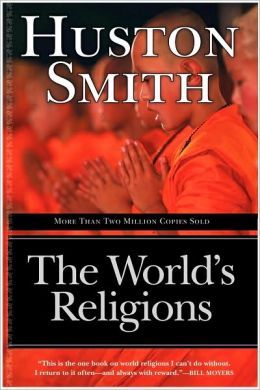 HUSTON
SMITH
MORE THAN TWO MILLION COPIES SOLD
The World's
Religions
"This is the one book on world religions I can't do without.
I return to it often—and always with reward."—BILL MOYERS